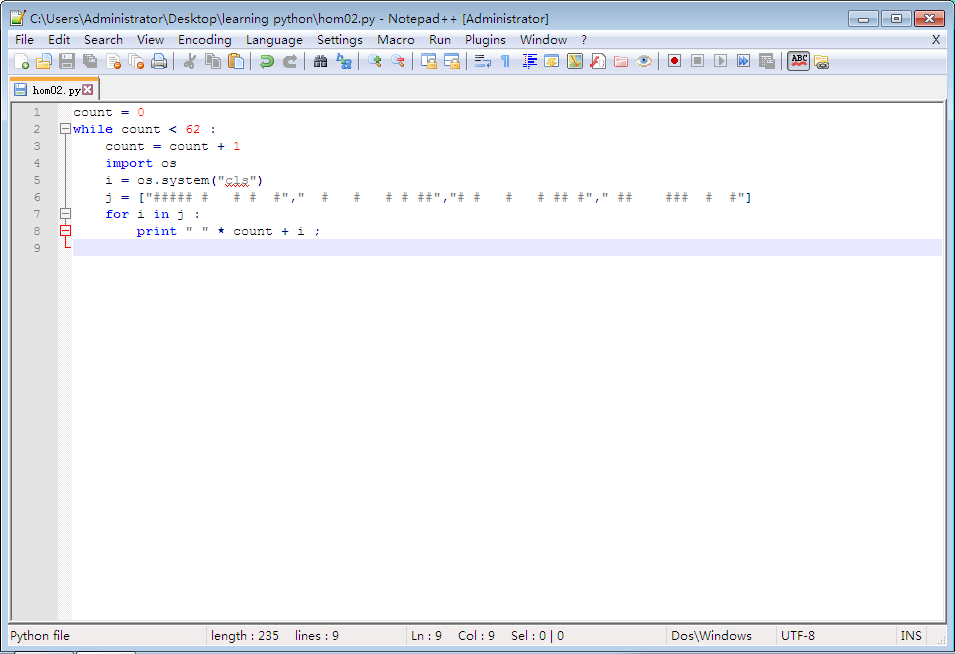 C:\Users\Administrator\Desktop\learning python\hom02.py - Notepad++ [Administrator]
File Edit Search View Encoding Language Settings Macro Run Plugins Window ? X
ABC
hom02.py
1 count = 0
2 while count < 62 :
3     count = count + 1
4     import os
5     i = os.system("cls")
6     j = ["##### #   # #  #","  #   #   # # ##","# #   #   # ## #"," ##    ###  #  #"]
7     for i in j :
8         print " " * count + i ;
9
Python file length : 235 lines : 9 Ln : 9 Col : 9 Sel : 0 | 0 Dos\Windows UTF-8 INS